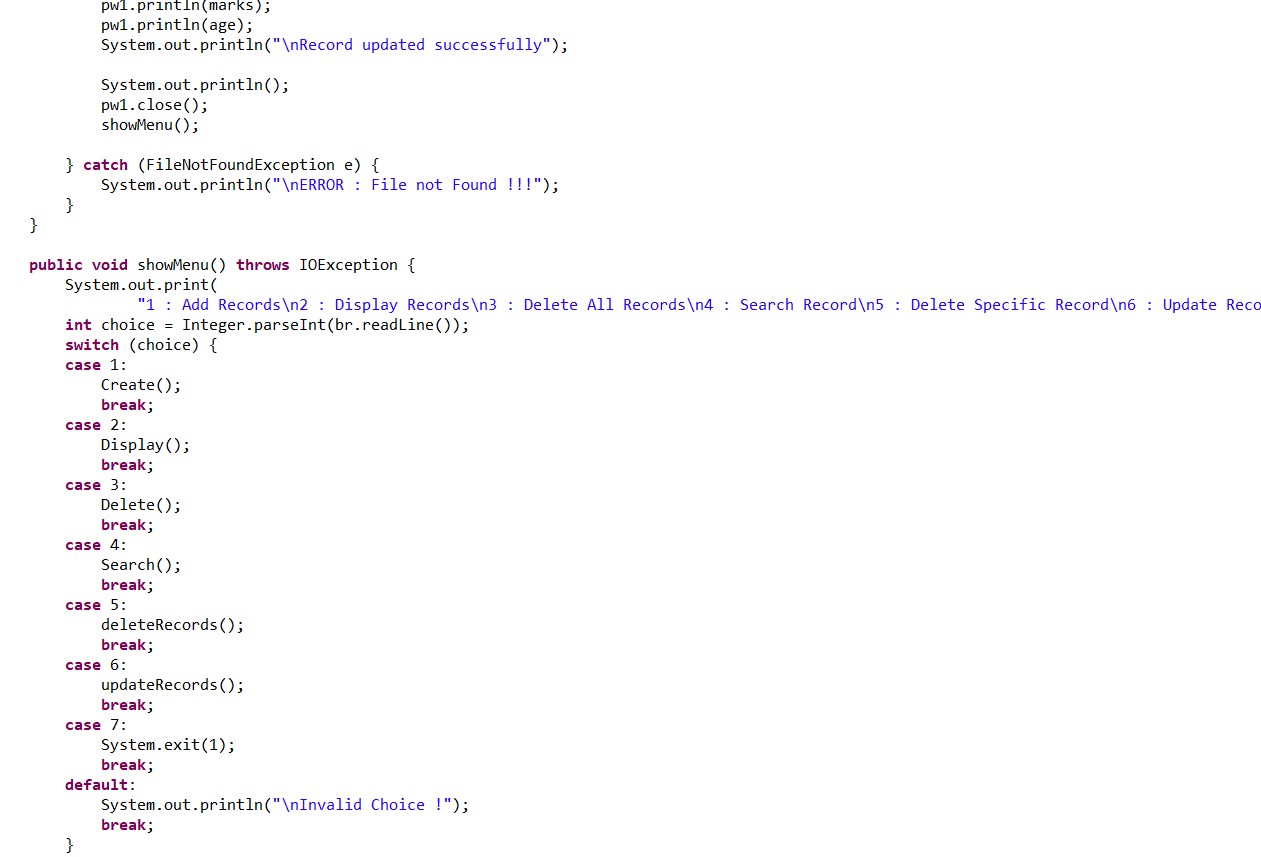 pw1.println(marks);
pw1.println(age);
System.out.println("\nRecord updated successfully");
System.out.println();
pw1.close();
showMenu();
} catch (FileNotFoundException e) {
System.out.println("\nERROR : File not Found !!!");
}
}
public void showMenu() throws IOException {
System.out.print(
"1 : Add Records\n2 : Display Records\n3 : Delete All Records\n4 : Search Record\n5 : Delete Specific Record\n6 : Update Reco
int choice = Integer.parseInt(br.readLine());
switch (choice) {
case 1:
Create();
break;
case 2:
Display();
break;
case 3:
Delete();
break;
case 4:
Search();
break;
case 5:
deleteRecords();
break;
case 6:
updateRecords();
break;
case 7:
System.exit(1);
break;
default:
System.out.println("\nInvalid Choice !");
break;
}